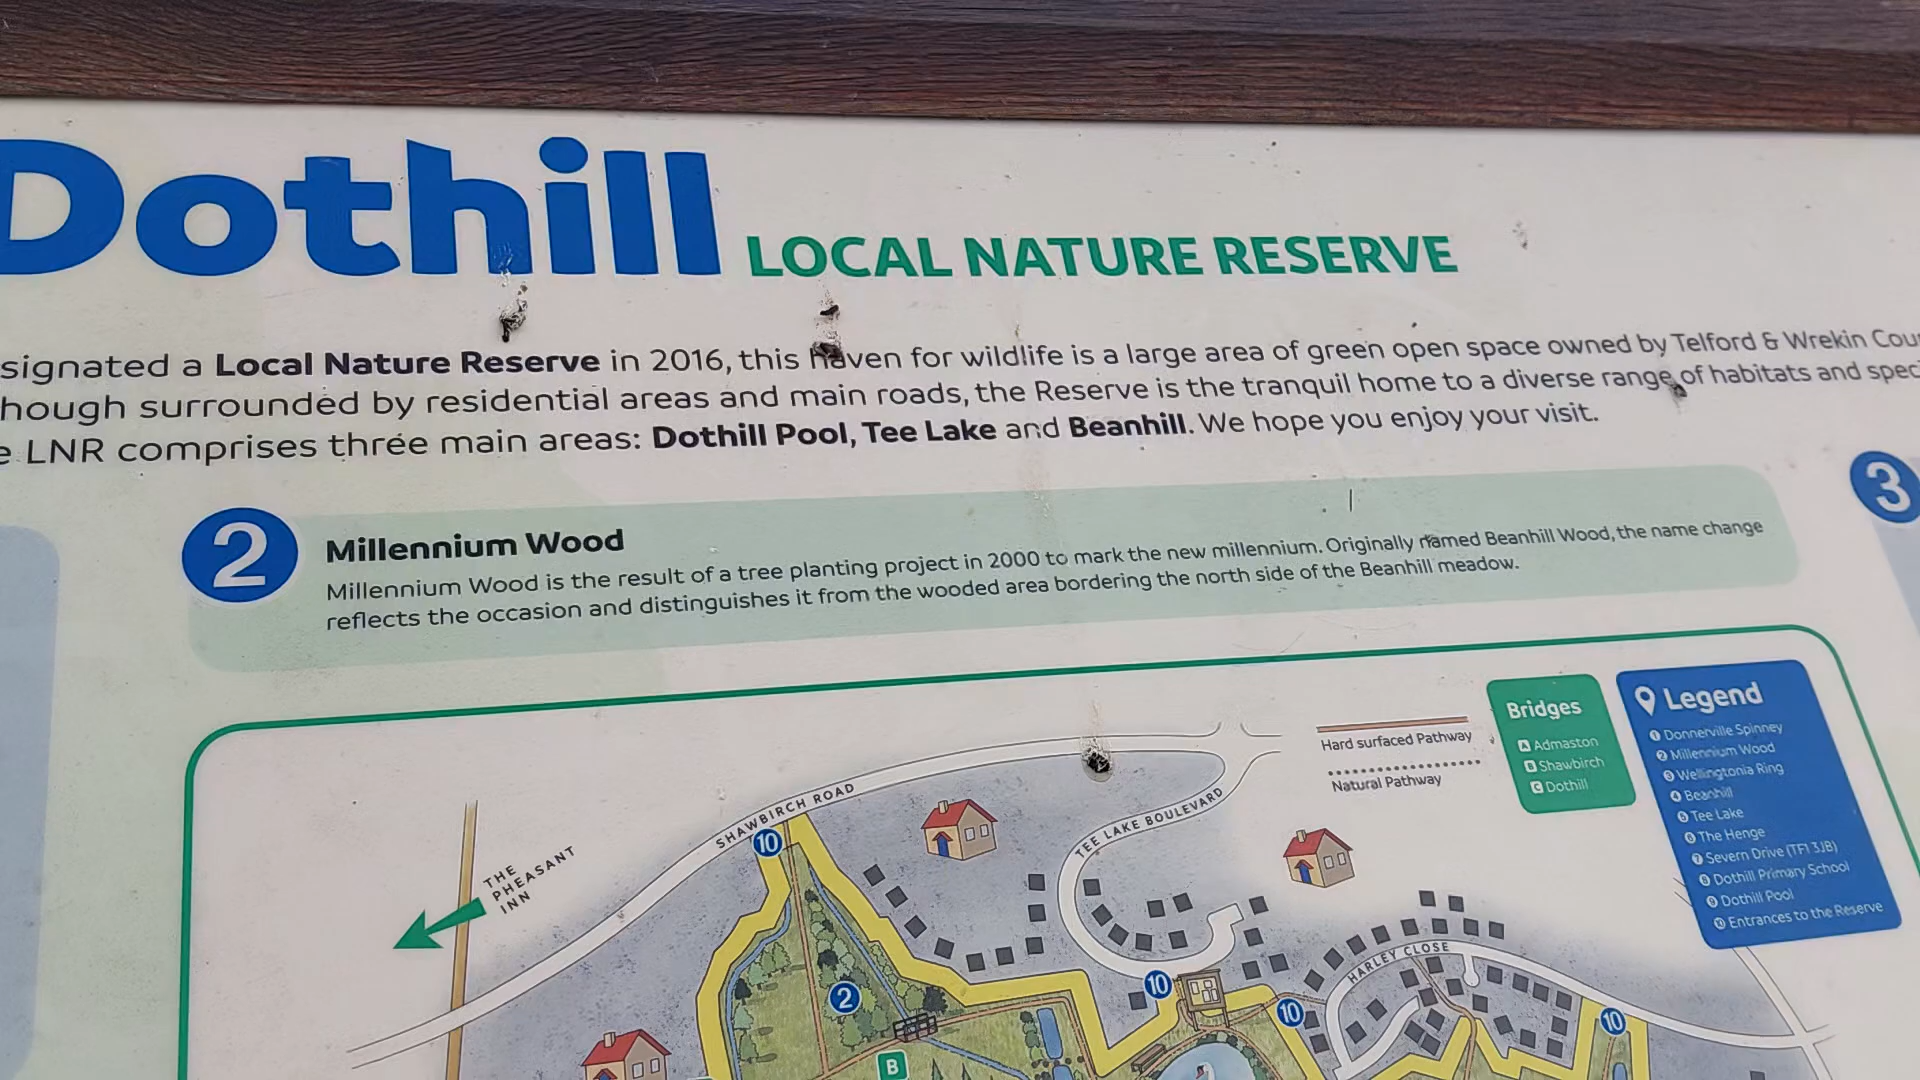 Dothill LOCAL NATURE RESERVE
signated a Local Nature Reserve in 2016, this haven for wildlife is a large area of green open space owned by Telford & Wrekin Cou
hough surrounded by residential areas and main roads, the Reserve is the tranquil home to a diverse range of habitats and spec
e LNR comprises three main areas: Dothill Pool, Tee Lake and Beanhill. We hope you enjoy your visit.
2
Millennium Wood
Millennium Wood is the result of a tree planting project in 2000 to mark the new millennium. Originally named Beanhill Wood, the name change
reflects the occasion and distinguishes it from the wooded area bordering the north side of the Beanhill meadow.
3
Hard surfaced Pathway
Natural Pathway
Bridges
A Admaston
B Shawbirch
C Dothill
Legend
1 Donnerville Spinney
2 Millennium Wood
3 Wellingtonia Ring
4 Beanhill
5 Tee Lake
6 The Henge
7 Severn Drive (TF1 3JB)
8 Dothill Primary School
9 Dothill Pool
10 Entrances to the Reserve
SHAWBIRCH ROAD
TEE LAKE BOULEVARD
THE
PHEASANT
INN
HARLEY CLOSE
10
2
10
10
10
B